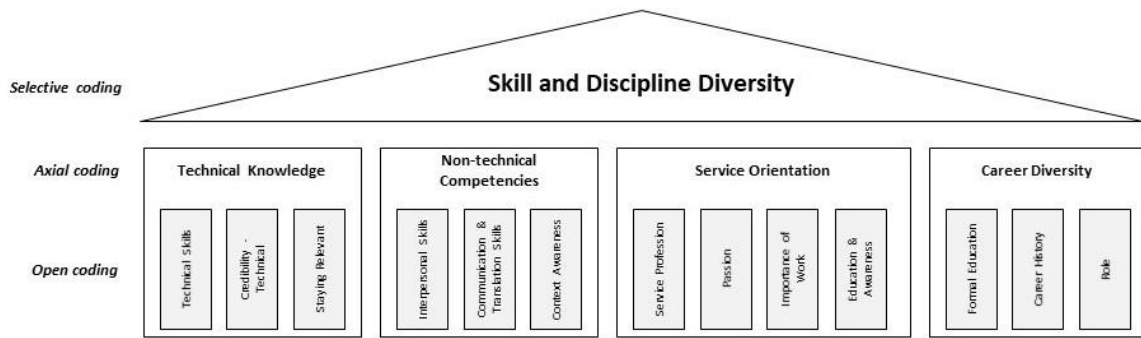 Selective coding
Skill and Discipline Diversity
Axial coding
Technical Knowledge
Non-technical
Competencies
Service Orientation
Career Diversity
Open coding
Technical Skills
Credibility -
Technical
Staying Relevant
Interpersonal Skills
Communication &
Translation Skills
Context Awareness
Service Profession
Passion
Importance of
Work
Education &
Awareness
Formal Education
Career History
Role